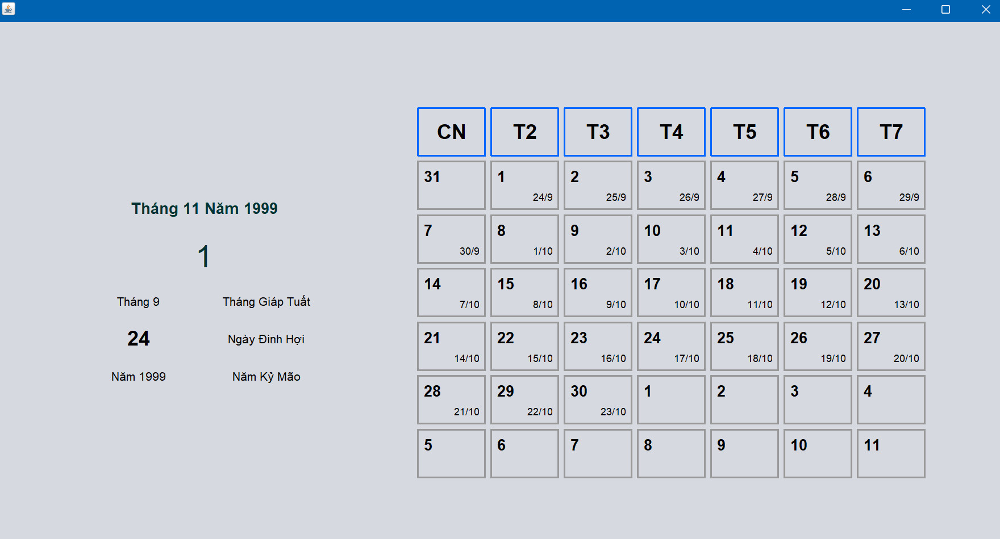 Tháng 11 Năm 1999
1
Tháng 9 Tháng Giáp Tuất
24 Ngày Đinh Hợi
Năm 1999 Năm Kỷ Mão
CN T2 T3 T4 T5 T6 T7
31 1 2 3 4 5 6
24/9 25/9 26/9 27/9 28/9 29/9
7 8 9 10 11 12 13
30/9 1/10 2/10 3/10 4/10 5/10 6/10
14 15 16 17 18 19 20
7/10 8/10 9/10 10/10 11/10 12/10 13/10
21 22 23 24 25 26 27
14/10 15/10 16/10 17/10 18/10 19/10 20/10
28 29 30 1 2 3 4
21/10 22/10 23/10
5 6 7 8 9 10 11